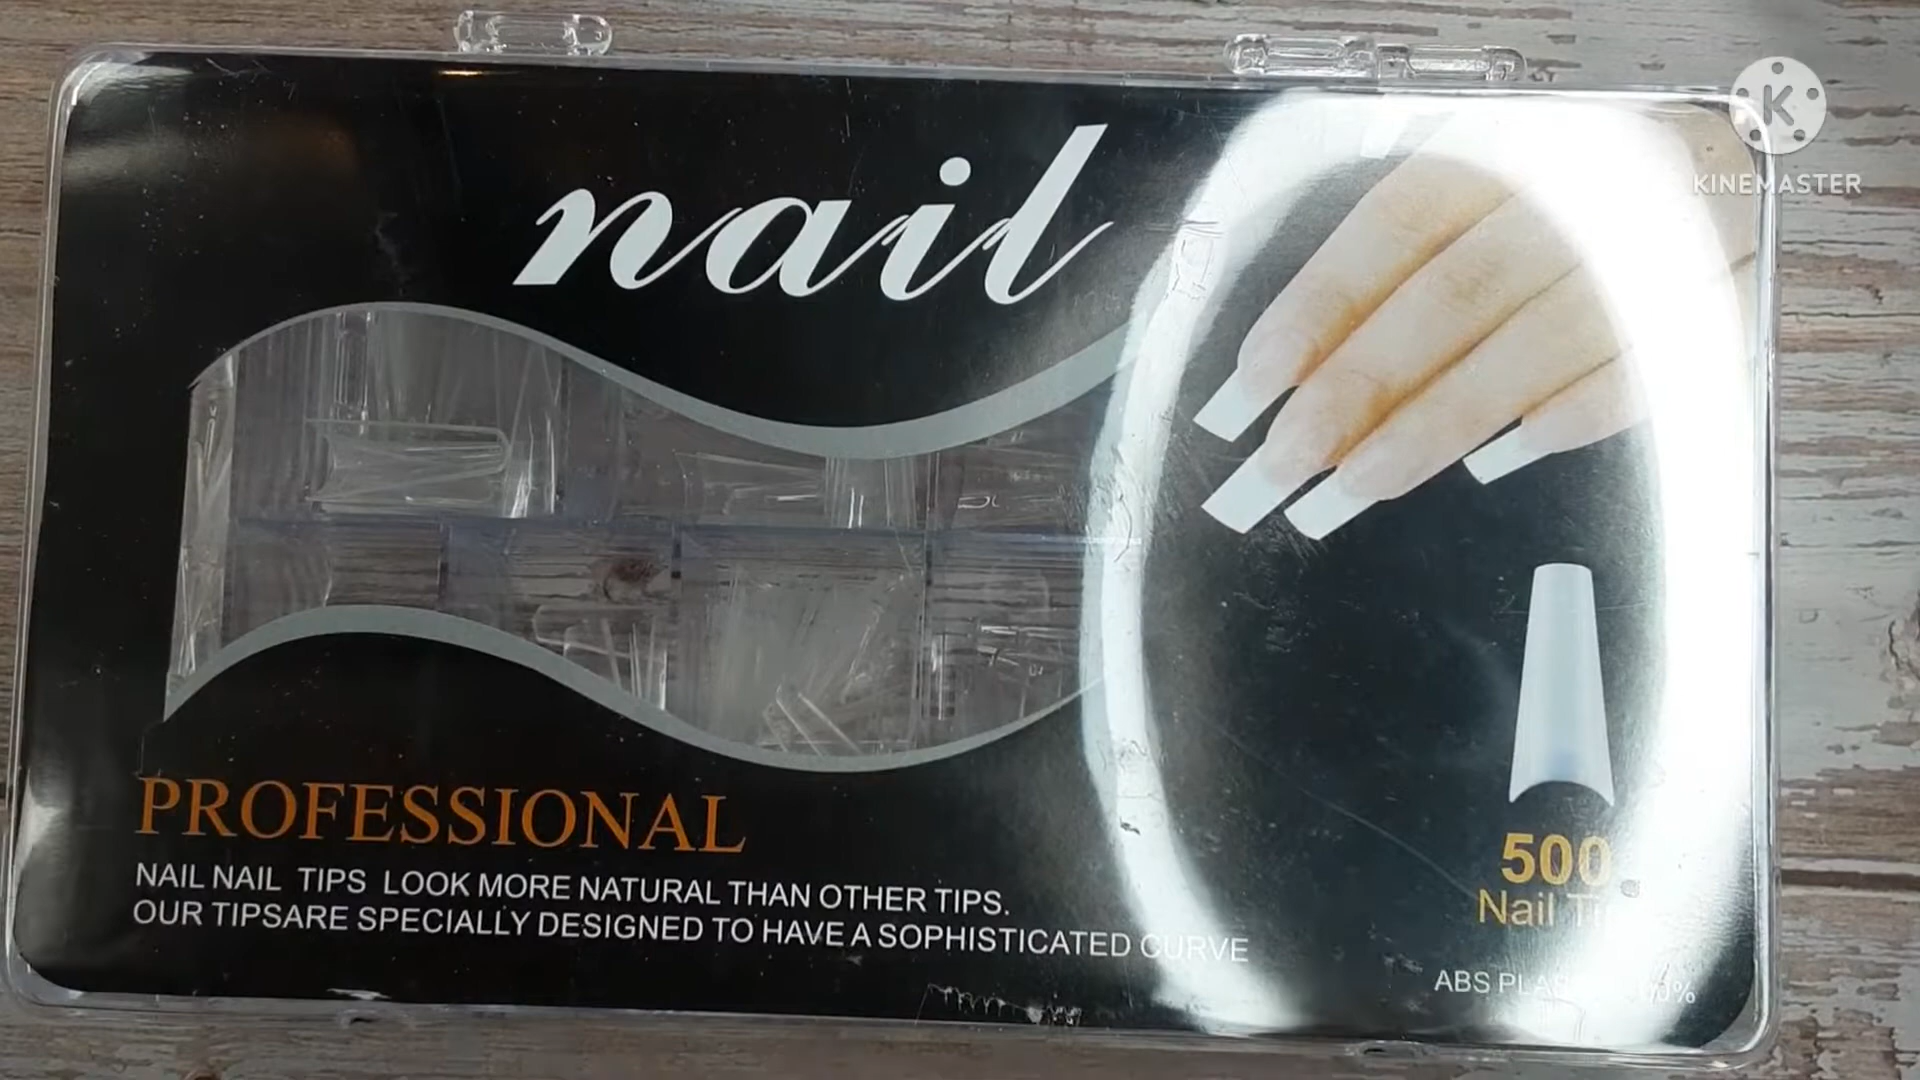 K
KINEMASTER
nail
PROFESSIONAL
NAIL NAIL TIPS LOOK MORE NATURAL THAN OTHER TIPS.
OUR TIPSARE SPECIALLY DESIGNED TO HAVE A SOPHISTICATED CURVE
500
Nail
ABS